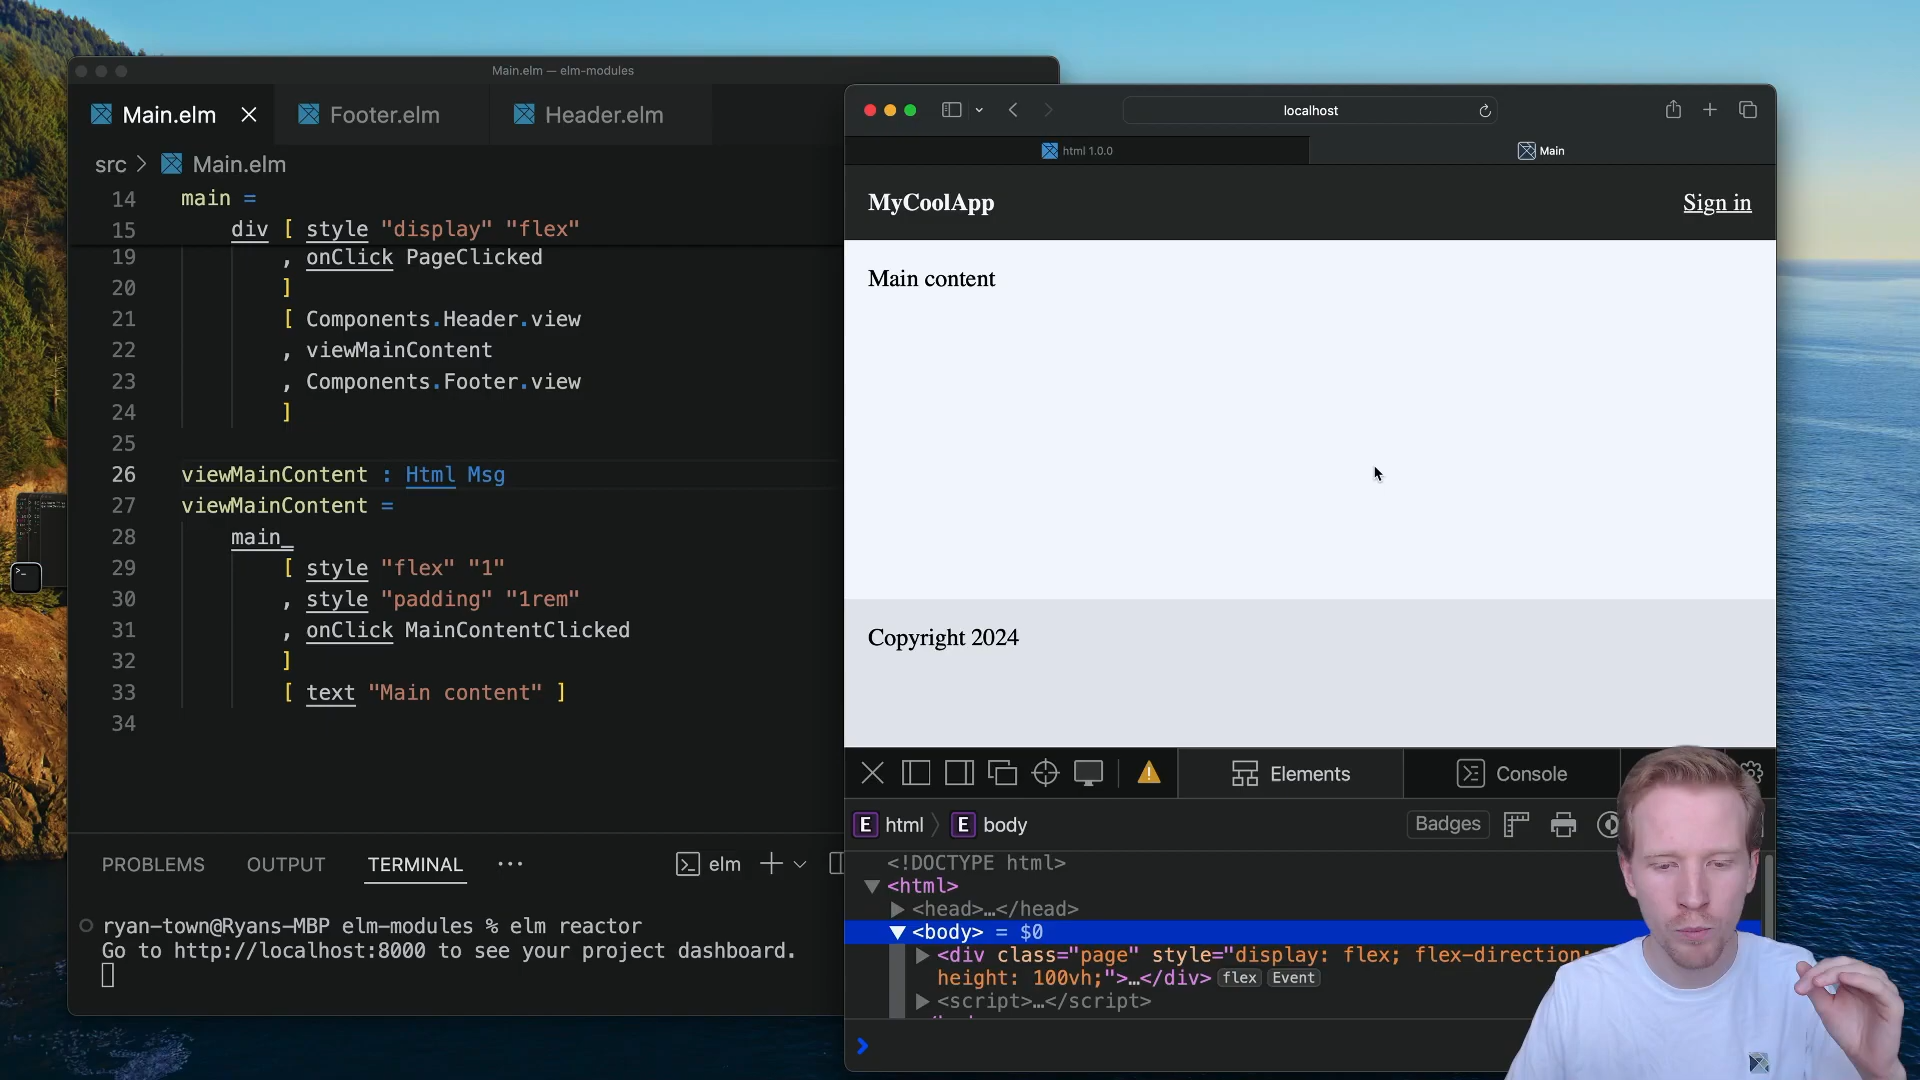 Main.elm — elm-modules
Main.elm
Footer.elm
Header.elm
src > Main.elm
14 main =
15 div [ style "display" "flex"
19 , onClick PageClicked
20 ]
21 [ Components.Header.view
22 , viewMainContent
23 , Components.Footer.view
24 ]
25
26 viewMainContent : Html Msg
27 viewMainContent =
28 main_
29 [ style "flex" "1"
30 , style "padding" "1rem"
31 , onClick MainContentClicked
32 ]
33 [ text "Main content" ]
34
PROBLEMS OUTPUT TERMINAL ··· elm
ryan-town@Ryans-MBP elm-modules % elm reactor
Go to http://localhost:8000 to see your project dashboard.
localhost
html 1.0.0
Main
MyCoolApp
Sign in
Main content
Copyright 2024
Elements
Console
E html E body
Badges
<!DOCTYPE html>
<html>
<head>…</head>
<body> = $0
<div class="page" style="display: flex; flex-direction:
height: 100vh;">…</div> flex Event
<script>…</script>